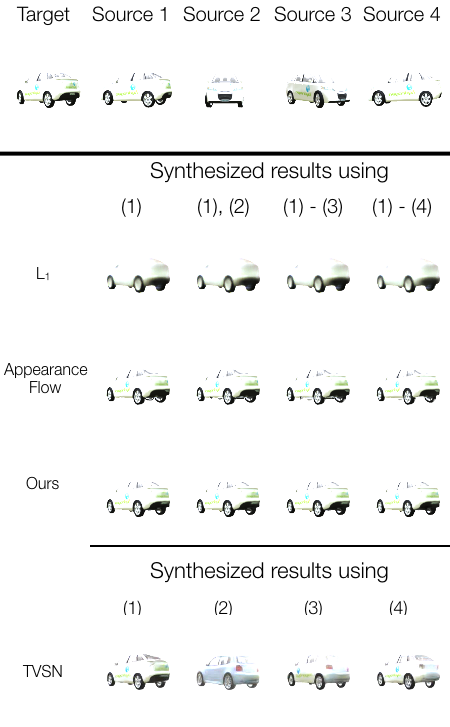 Target Source 1 Source 2 Source 3 Source 4
Synthesized results using
(1) (1), (2) (1) - (3) (1) - (4)
L₁
Appearance
Flow
Ours
Synthesized results using
(1) (2) (3) (4)
TVSN